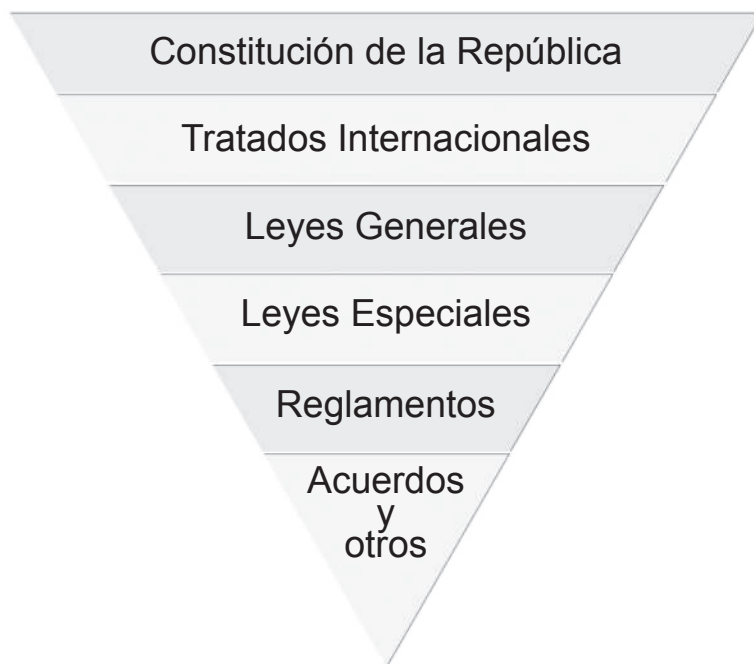 Constitución de la República
Tratados Internacionales
Leyes Generales
Leyes Especiales
Reglamentos
Acuerdos
y
otros